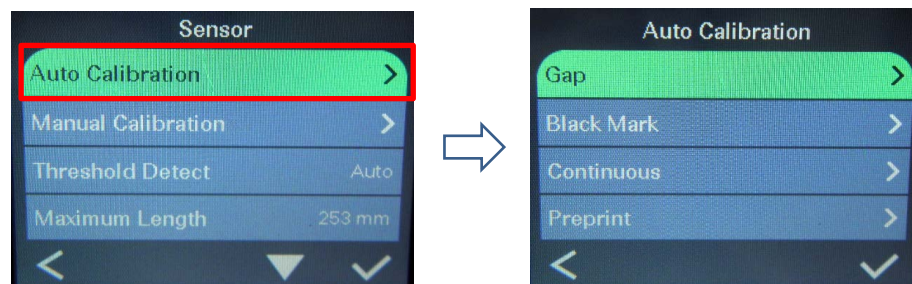 Sensor
Auto Calibration
Manual Calibration
Threshold Detect Auto
Maximum Length 253 mm
Auto Calibration
Gap
Black Mark
Continuous
Preprint